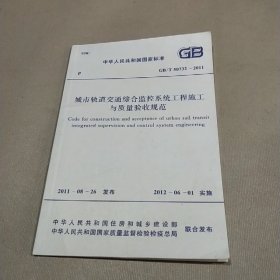 中华人民共和国国家标准
GB
P
GB/T 50732-2011
城市轨道交通综合监控系统工程施工
与质量验收规范
Code for construction and acceptance of urban rail transit
integrated supervision and control system engineering
2011-08-26 发布
2012-06-01 实施
中华人民共和国住房和城乡建设部
中华人民共和国国家质量监督检验检疫总局
联合发布